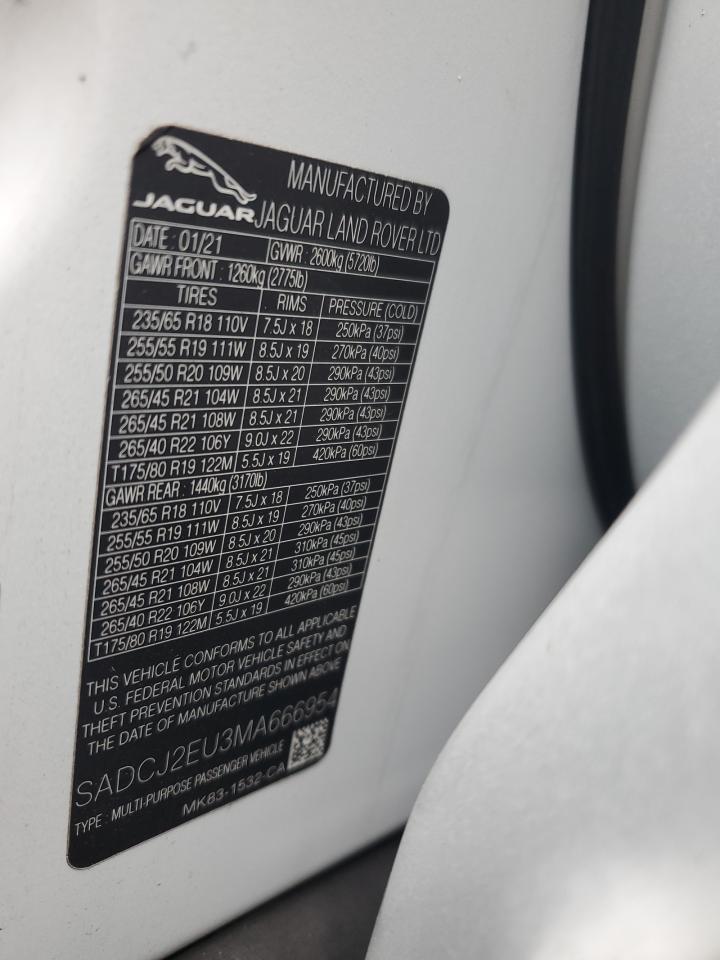 JAGUAR
MANUFACTURED BY
JAGUAR LAND ROVER LTD
DATE : 01/21 GVWR : 2600kg (5720lb)
GAWR FRONT : 1260kg (2775lb)
TIRES RIMS PRESSURE (COLD)
235/65 R18 110V 7.5J x 18 250kPa (37psi)
255/55 R19 111W 8.5J x 19 270kPa (40psi)
255/50 R20 109W 8.5J x 20 290kPa (43psi)
265/45 R21 104W 8.5J x 21 290kPa (43psi)
265/45 R21 108W 8.5J x 21 290kPa (43psi)
265/40 R22 106Y 9.0J x 22 290kPa (43psi)
T175/80 R19 122M 5.5J x 19 420kPa (60psi)
GAWR REAR : 1440kg (3170lb)
235/65 R18 110V 7.5J x 18 250kPa (37psi)
255/55 R19 111W 8.5J x 19 270kPa (40psi)
255/50 R20 109W 8.5J x 20 290kPa (43psi)
265/45 R21 104W 8.5J x 21 310kPa (45psi)
265/45 R21 108W 8.5J x 21 310kPa (45psi)
265/40 R22 106Y 9.0J x 22 290kPa (43psi)
T175/80 R19 122M 5.5J x 19 420kPa (60psi)
THIS VEHICLE CONFORMS TO ALL APPLICABLE
U.S. FEDERAL MOTOR VEHICLE SAFETY AND
THEFT PREVENTION STANDARDS IN EFFECT ON
THE DATE OF MANUFACTURE SHOWN ABOVE
SADCJ2EU3MA666954
TYPE : MULTI-PURPOSE PASSENGER VEHICLE
MK83-1532-CA